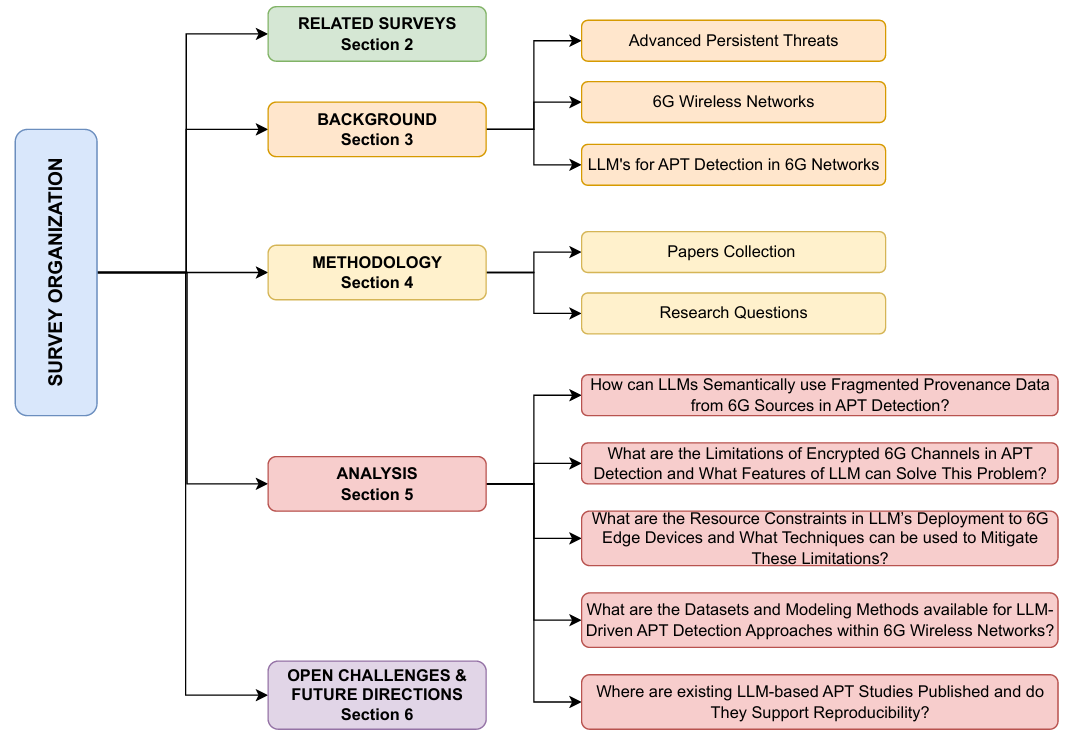 SURVEY ORGANIZATION
RELATED SURVEYS
Section 2
BACKGROUND
Section 3
Advanced Persistent Threats
6G Wireless Networks
LLM's for APT Detection in 6G Networks
METHODOLOGY
Section 4
Papers Collection
Research Questions
ANALYSIS
Section 5
How can LLMs Semantically use Fragmented Provenance Data
from 6G Sources in APT Detection?
What are the Limitations of Encrypted 6G Channels in APT
Detection and What Features of LLM can Solve This Problem?
What are the Resource Constraints in LLM's Deployment to 6G
Edge Devices and What Techniques can be used to Mitigate
These Limitations?
What are the Datasets and Modeling Methods available for LLM-
Driven APT Detection Approaches within 6G Wireless Networks?
Where are existing LLM-based APT Studies Published and do
They Support Reproducibility?
OPEN CHALLENGES &
FUTURE DIRECTIONS
Section 6